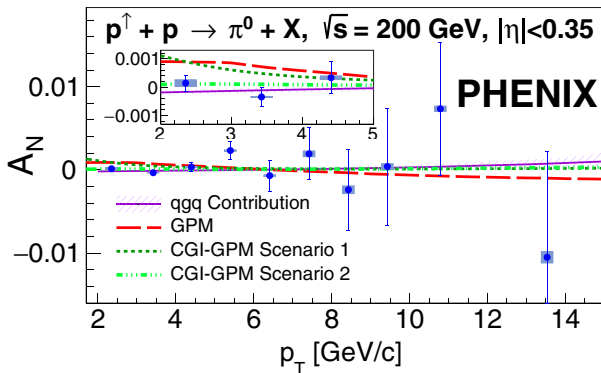 p↑ + p → π⁰ + X, √s = 200 GeV, |η|<0.35
0.001
0
−0.001
2 3 4 5
PHENIX
0.01
0
−0.01
A_N
qgq Contribution
GPM
CGI-GPM Scenario 1
CGI-GPM Scenario 2
2 4 6 8 10 12 14
p_T [GeV/c]